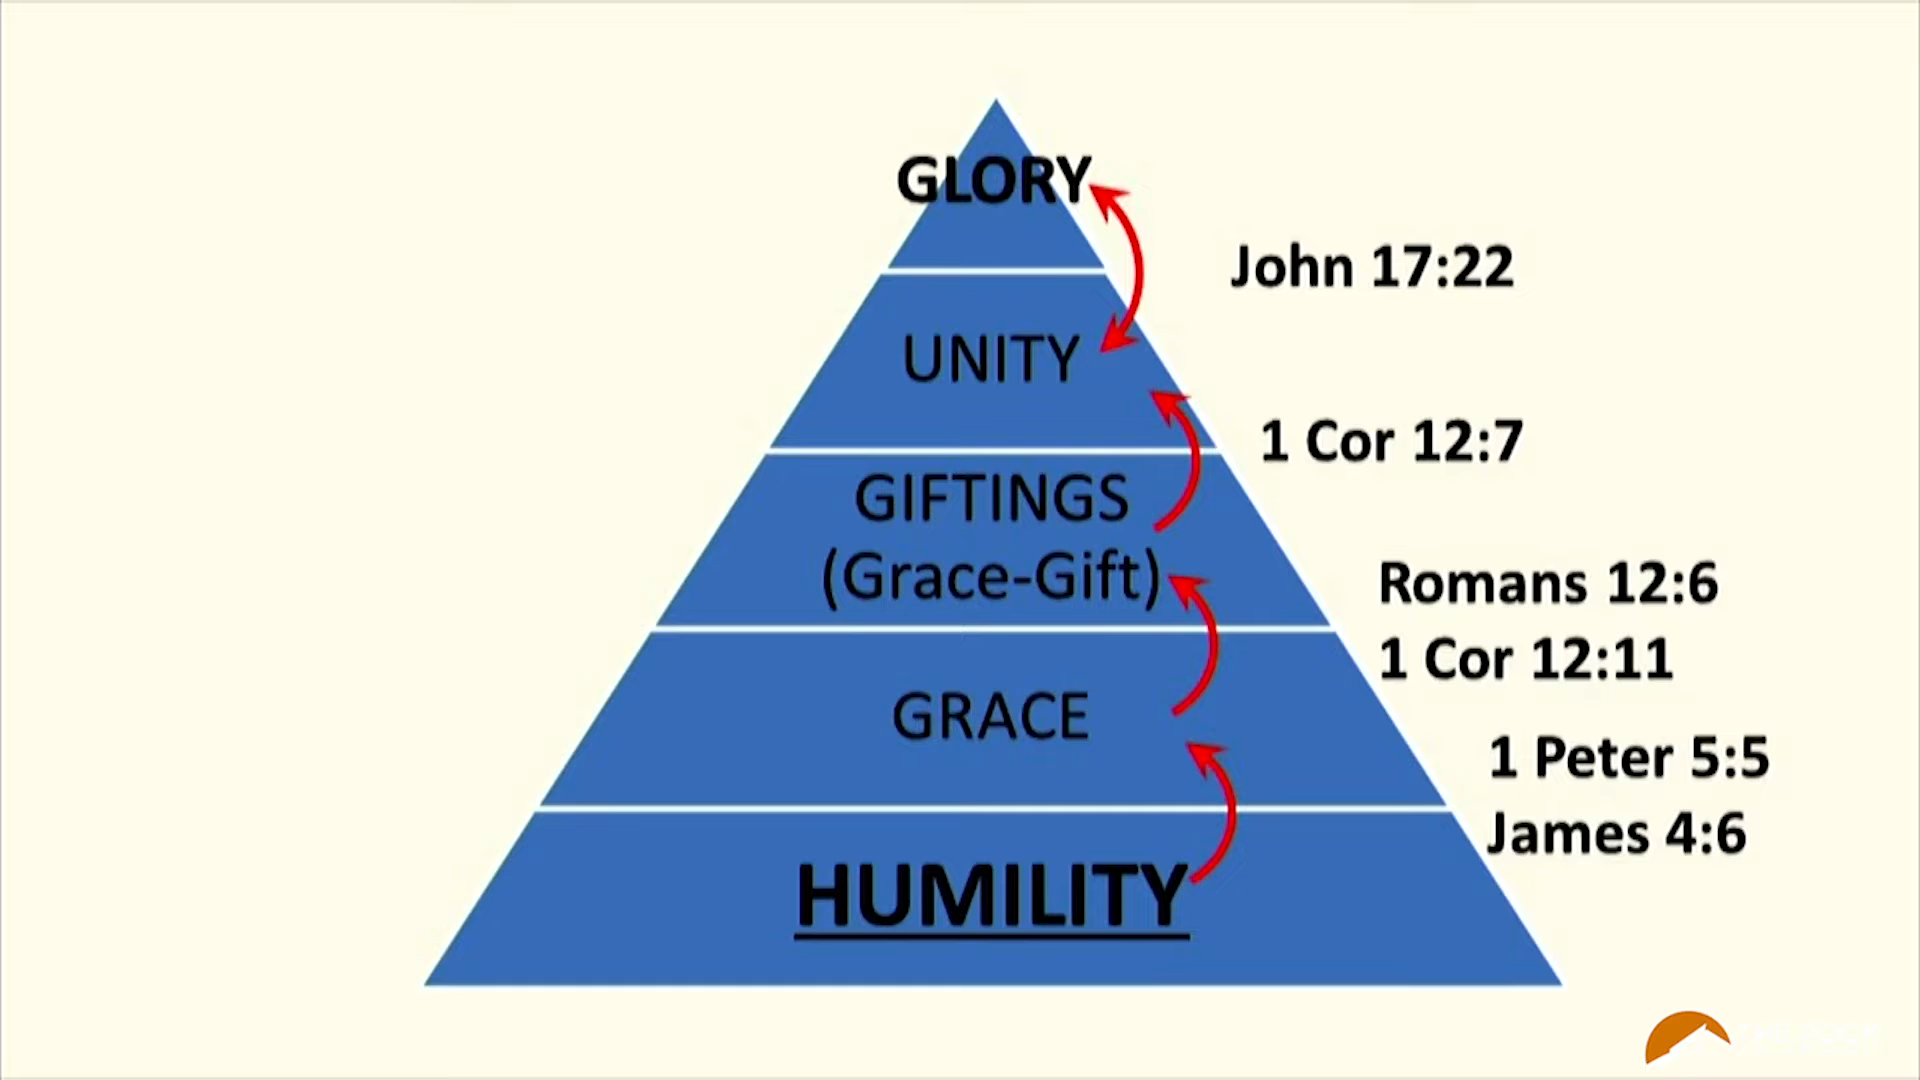 GLORY
John 17:22
UNITY
1 Cor 12:7
GIFTINGS
(Grace-Gift)
Romans 12:6
1 Cor 12:11
GRACE
1 Peter 5:5
James 4:6
HUMILITY